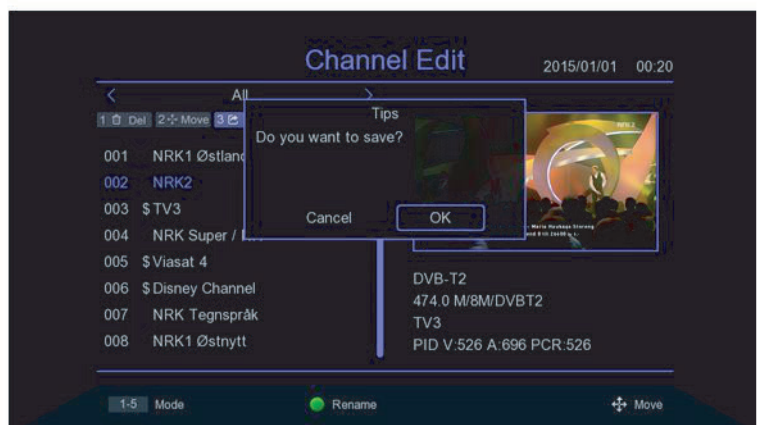 Channel Edit
2015/01/01 00:20
All
1 Del 2 Move 3
Tips
Do you want to save?
Cancel OK
001 NRK1 Østland
002 NRK2
003 $TV3
004 NRK Super /
005 $Viasat 4
006 $Disney Channel
007 NRK Tegnspråk
008 NRK1 Østnytt
NRK2
DVB-T2
474.0 M/8M/DVBT2
TV3
PID V:526 A:696 PCR:526
1-5 Mode
Rename
Move